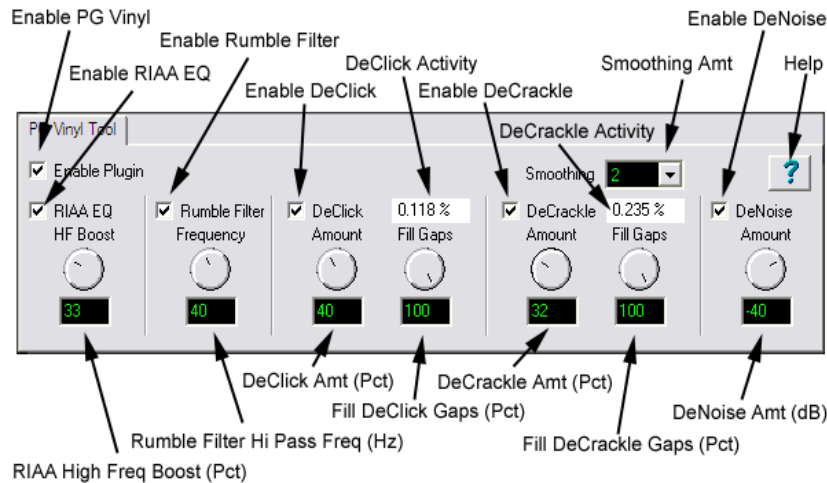 Enable PG Vinyl
Enable DeNoise
Enable Rumble Filter
DeClick Activity
Smoothing Amt
Help
Enable RIAA EQ
Enable DeClick
Enable DeCrackle
PG Vinyl Tool
DeCrackle Activity
Enable Plugin
Smoothing 2
?
RIAA EQ
Rumble Filter
DeClick
0.118 %
DeCrackle
0.235 %
DeNoise
HF Boost
Frequency
Amount
Fill Gaps
Amount
Fill Gaps
Amount
33
40
40
100
32
100
-40
DeClick Amt (Pct)
DeCrackle Amt (Pct)
Fill DeClick Gaps (Pct)
DeNoise Amt (dB)
Rumble Filter Hi Pass Freq (Hz)
Fill DeCrackle Gaps (Pct)
RIAA High Freq Boost (Pct)